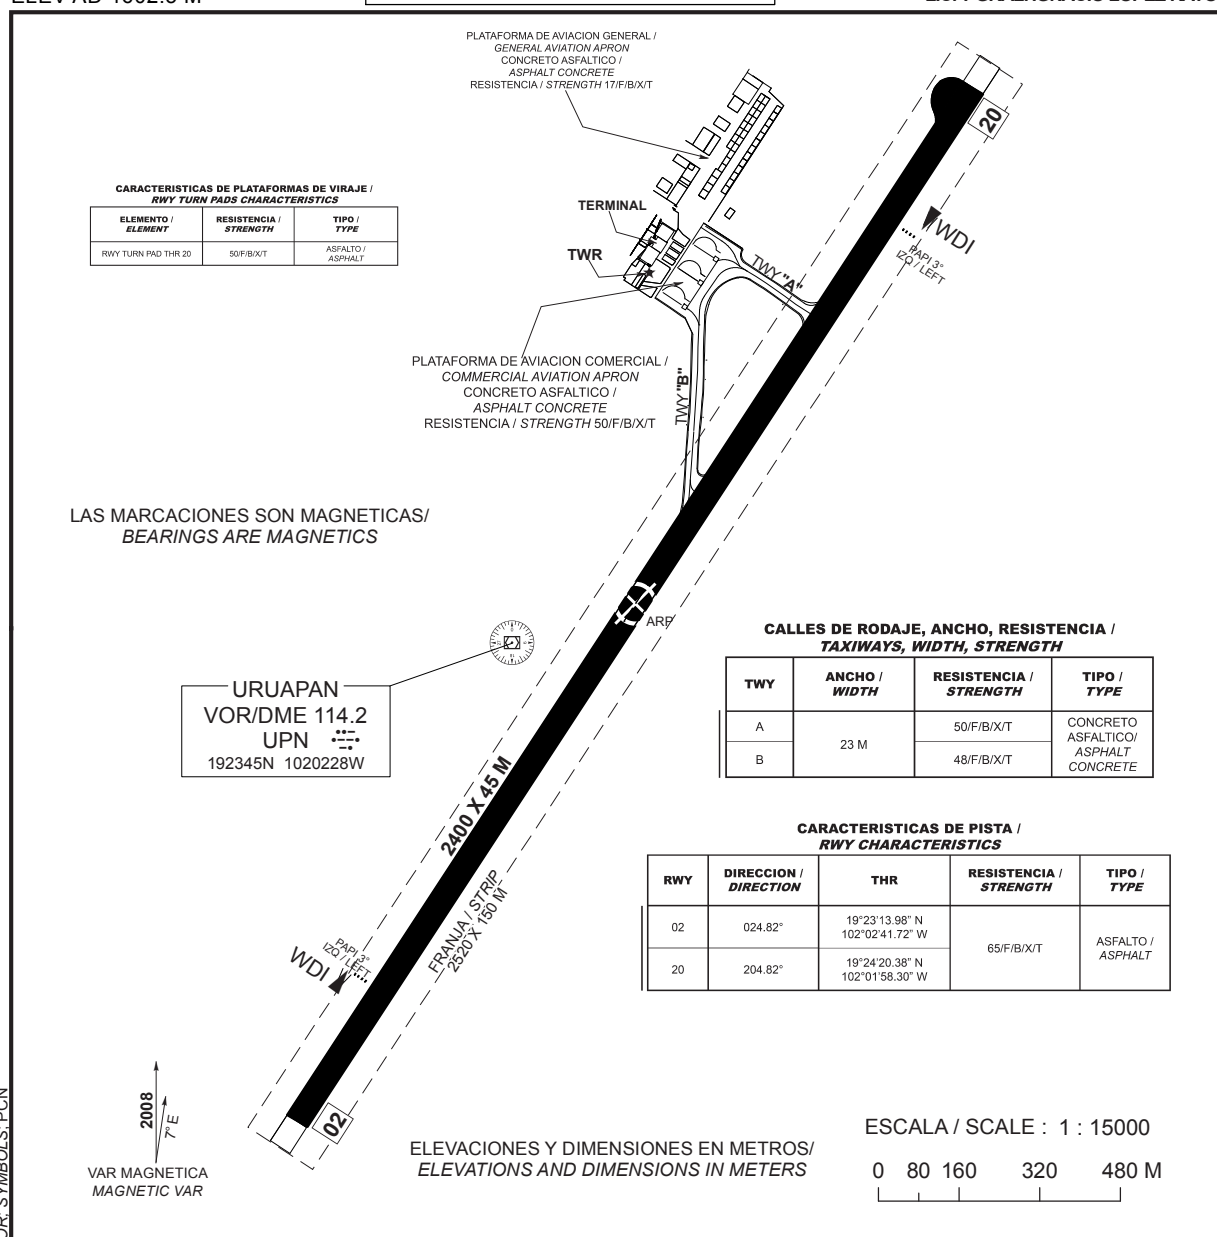 PLATAFORMA DE AVIACION GENERAL /
GENERAL AVIATION APRON
CONCRETO ASFALTICO /
ASPHALT CONCRETE
RESISTENCIA / STRENGTH 17/F/B/X/T
20
CARACTERISTICAS DE PLATAFORMAS DE VIRAJE /
RWY TURN PADS CHARACTERISTICS
ELEMENTO / ELEMENT
RESISTENCIA / STRENGTH
TIPO / TYPE
RWY TURN PAD THR 20
50/F/B/X/T
ASFALTO / ASPHALT
TERMINAL
TWR
WDI
PAPI 3°
IZQ / LEFT
TWY "A"
PLATAFORMA DE AVIACION COMERCIAL /
COMMERCIAL AVIATION APRON
CONCRETO ASFALTICO /
ASPHALT CONCRETE
RESISTENCIA / STRENGTH 50/F/B/X/T
TWY "B"
LAS MARCACIONES SON MAGNETICAS/
BEARINGS ARE MAGNETICS
ARP
URUAPAN
VOR/DME 114.2
UPN
192345N 1020228W
CALLES DE RODAJE, ANCHO, RESISTENCIA /
TAXIWAYS, WIDTH, STRENGTH
TWY
ANCHO / WIDTH
RESISTENCIA / STRENGTH
TIPO / TYPE
A
23 M
50/F/B/X/T
CONCRETO
ASFALTICO/
ASPHALT
CONCRETE
B
48/F/B/X/T
2400 X 45 M
FRANJA / STRIP
2520 X 150 M
CARACTERISTICAS DE PISTA /
RWY CHARACTERISTICS
RWY
DIRECCION / DIRECTION
THR
RESISTENCIA / STRENGTH
TIPO / TYPE
02
024.82°
19°23'13.98" N
102°02'41.72" W
65/F/B/X/T
ASFALTO / ASPHALT
20
204.82°
19°24'20.38" N
102°01'58.30" W
PAPI 3°
IZQ / LEFT
WDI
02
2008
7° E
VAR MAGNETICA
MAGNETIC VAR
ELEVACIONES Y DIMENSIONES EN METROS/
ELEVATIONS AND DIMENSIONS IN METERS
ESCALA / SCALE : 1 : 15000
0 80 160 320 480 M